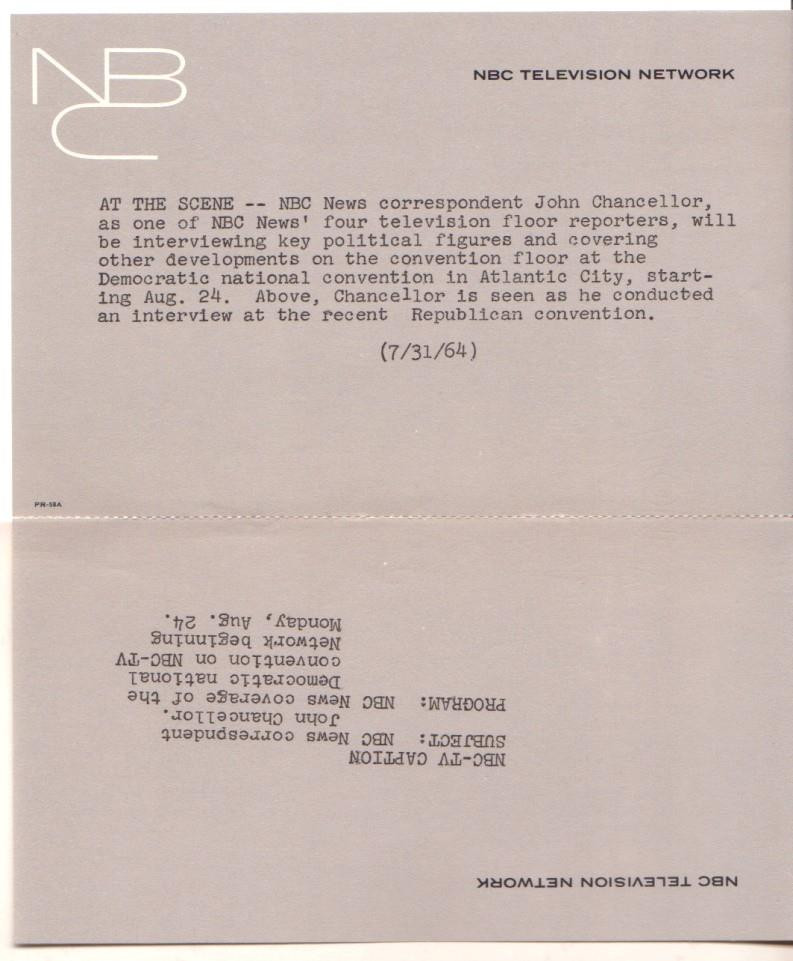 NBC
NBC TELEVISION NETWORK
AT THE SCENE -- NBC News correspondent John Chancellor,
as one of NBC News' four television floor reporters, will
be interviewing key political figures and covering
other developments on the convention floor at the
Democratic national convention in Atlantic City, start-
ing Aug. 24. Above, Chancellor is seen as he conducted
an interview at the recent Republican convention.
(7/31/64)
PR-58A
NBC TELEVISION NETWORK
NBC-TV CAPTION
SUBJECT: NBC News correspndent
John Chancellor.
PROGRAM: NBC News coverage of the
Democratic national
convention on NBC-TV
Network beginning
Monday, Aug. 24.